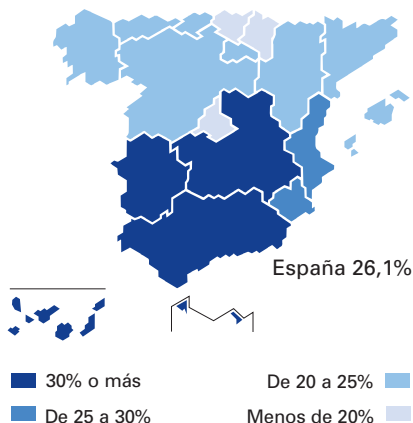 España 26,1%
30% o más
De 20 a 25%
De 25 a 30%
Menos de 20%